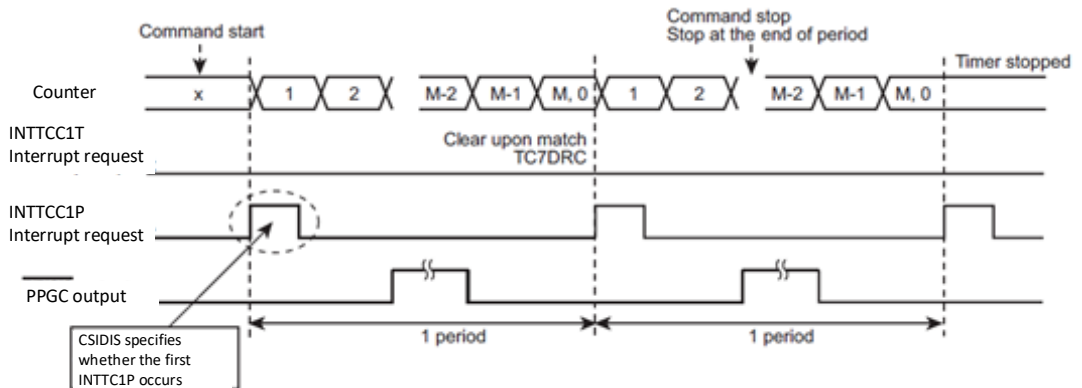 Command start
Command stop
Stop at the end of period
Timer stopped
Counter
x
1
2
M-2
M-1
M, 0
1
2
M-2
M-1
M, 0
INTTCC1T
Interrupt request
Clear upon match
TC7DRC
INTTCC1P
Interrupt request
PPGC output
1 period
1 period
CSIDIS specifies
whether the first
INTTC1P occurs